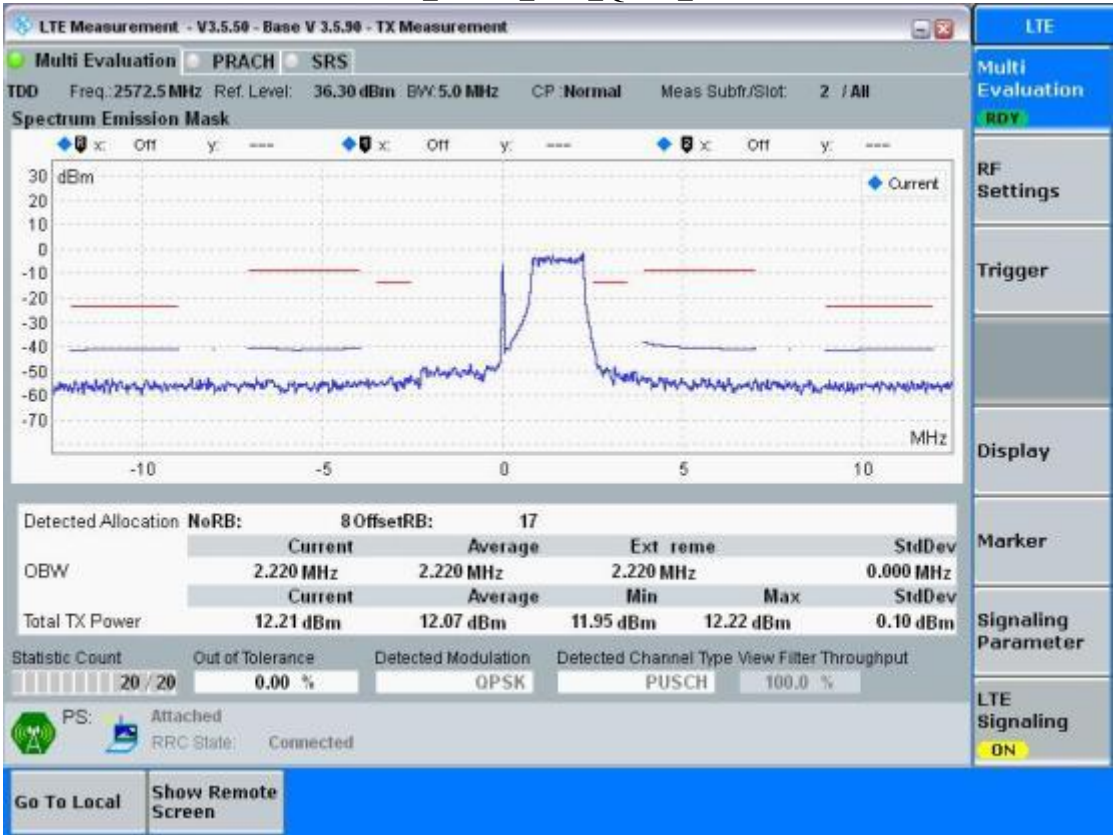 LTE Measurement - V3.5.50 - Base V 3.5.90 - TX Measurement
LTE
Multi Evaluation PRACH SRS
Multi
Evaluation
RDY
TDD Freq.:2572.5 MHz Ref. Level: 36.30 dBm BW:5.0 MHz CP :Normal Meas Subfr./Slot: 2 / All
Spectrum Emission Mask
x: Off y: --- x: Off y: --- x: Off y: ---
30 dBm
Current
20
10
0
-10
-20
-30
-40
-50
-60
-70
MHz
-10 -5 0 5 10
RF
Settings
Trigger
Display
Marker
Signaling
Parameter
LTE
Signaling
ON
Detected Allocation NoRB: 8 OffsetRB: 17
Current Average Ext reme StdDev
OBW 2.220 MHz 2.220 MHz 2.220 MHz 0.000 MHz
Current Average Min Max StdDev
Total TX Power 12.21 dBm 12.07 dBm 11.95 dBm 12.22 dBm 0.10 dBm
Statistic Count Out of Tolerance Detected Modulation Detected Channel Type View Filter Throughput
20 / 20 0.00 % QPSK PUSCH 100.0 %
PS: Attached
RRC State: Connected
Go To Local
Show Remote
Screen